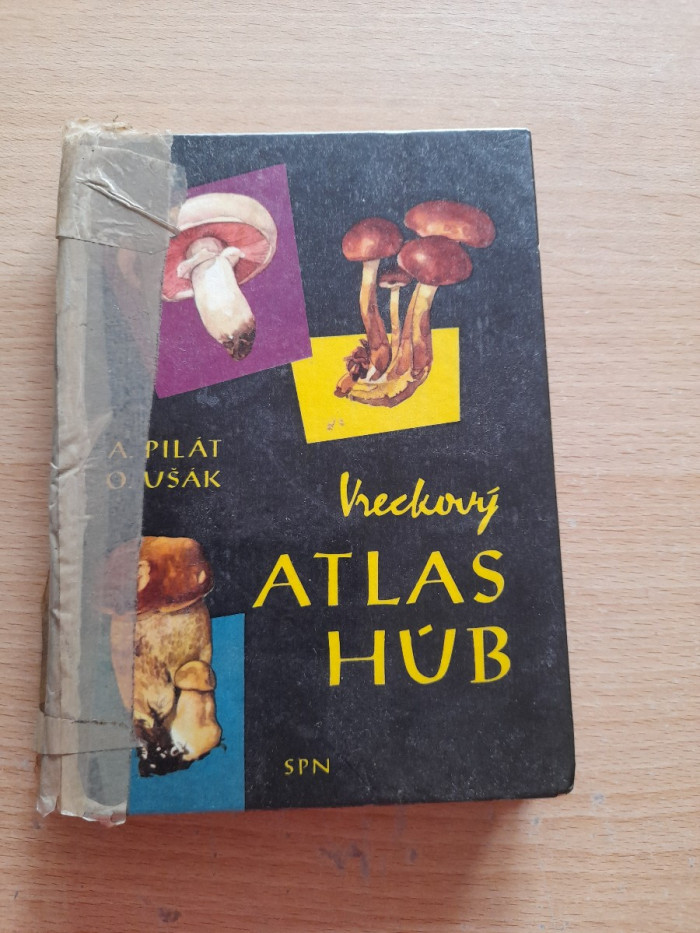 A. PILÁT
O. UŠÁK
Vreckový
ATLAS
HÚB
SPN